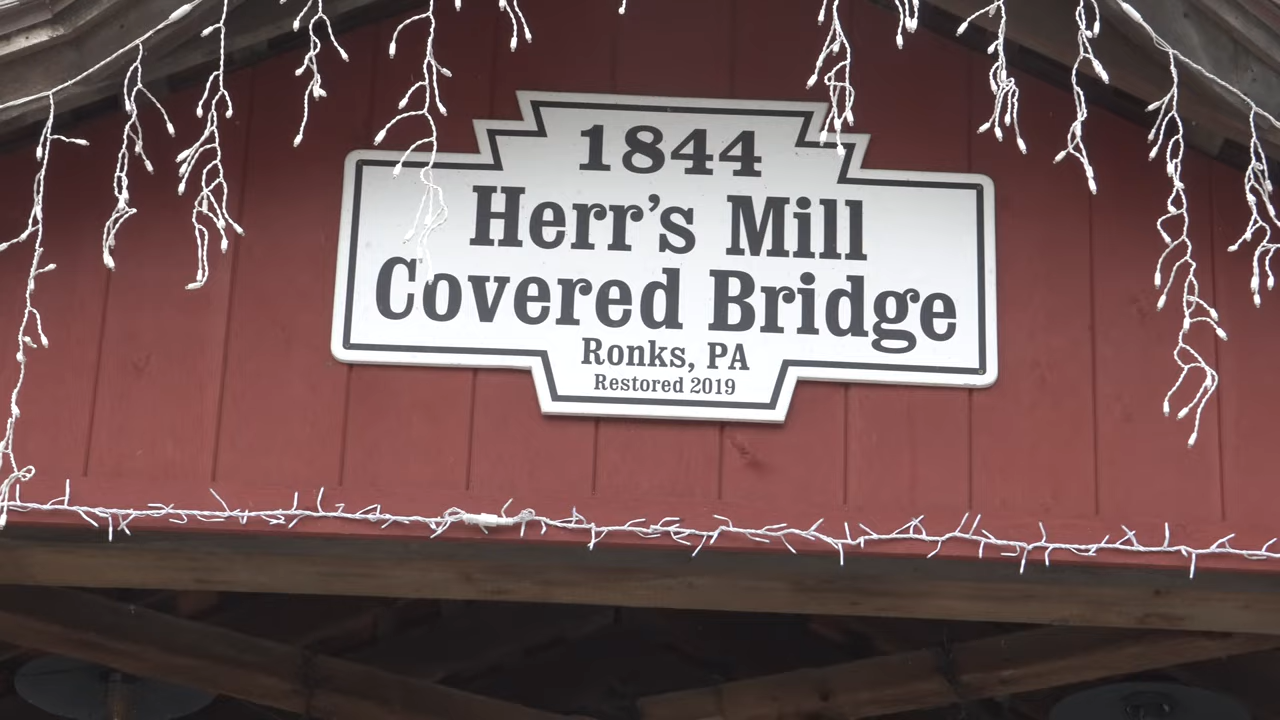 1844
Herr's Mill
Covered Bridge
Ronks, PA
Restored 2019